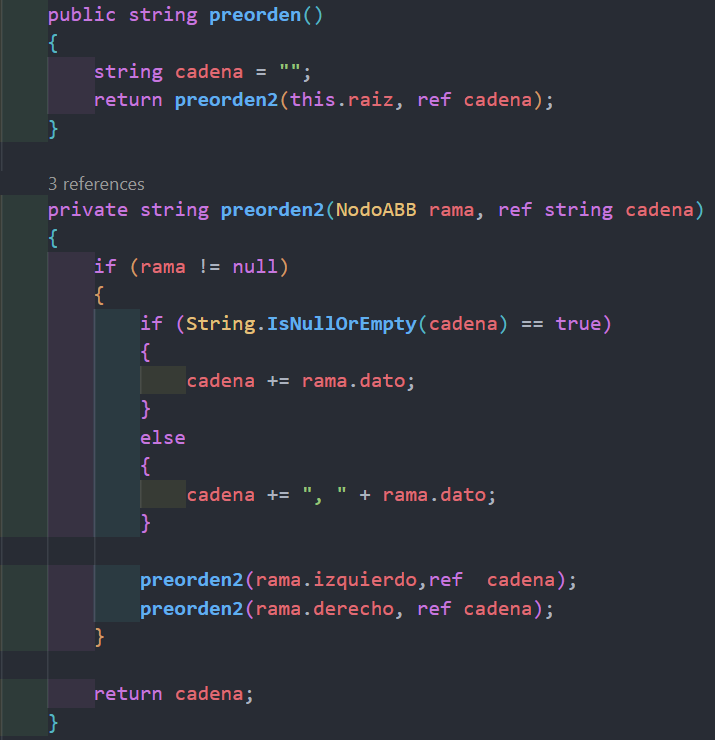 public string preorden()
{
string cadena = "";
return preorden2(this.raiz, ref cadena);
}
3 references
private string preorden2(NodoABB rama, ref string cadena)
{
if (rama != null)
{
if (String.IsNullOrEmpty(cadena) == true)
{
cadena += rama.dato;
}
else
{
cadena += ", " + rama.dato;
}
preorden2(rama.izquierdo,ref  cadena);
preorden2(rama.derecho, ref cadena);
}
return cadena;
}